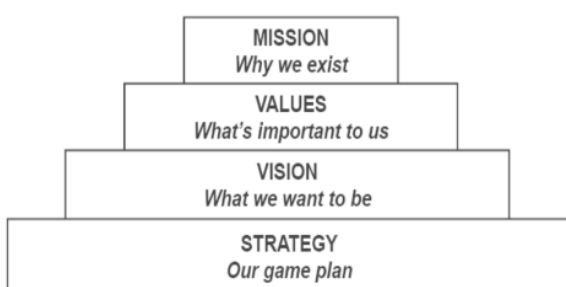 MISSION
Why we exist
VALUES
What's important to us
VISION
What we want to be
STRATEGY
Our game plan